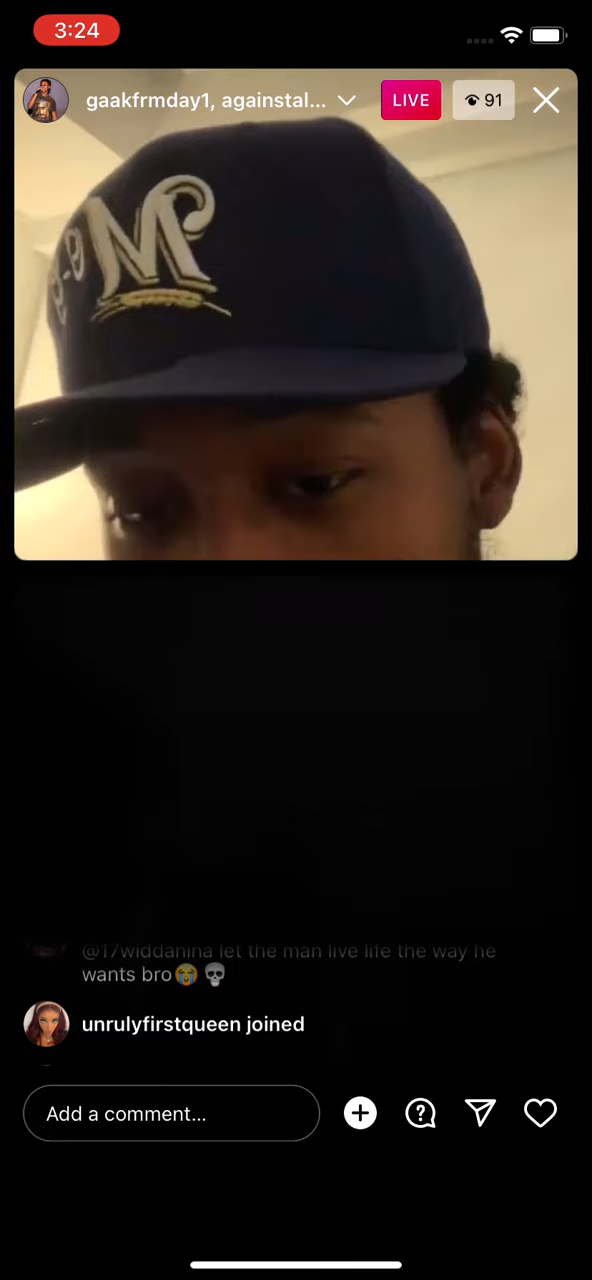 3:24
gaakfrmday1, againstal...
LIVE
91
M
@17widdanina let the man live life the way he
wants bro😭💀
unrulyfirstqueen joined
Add a comment...